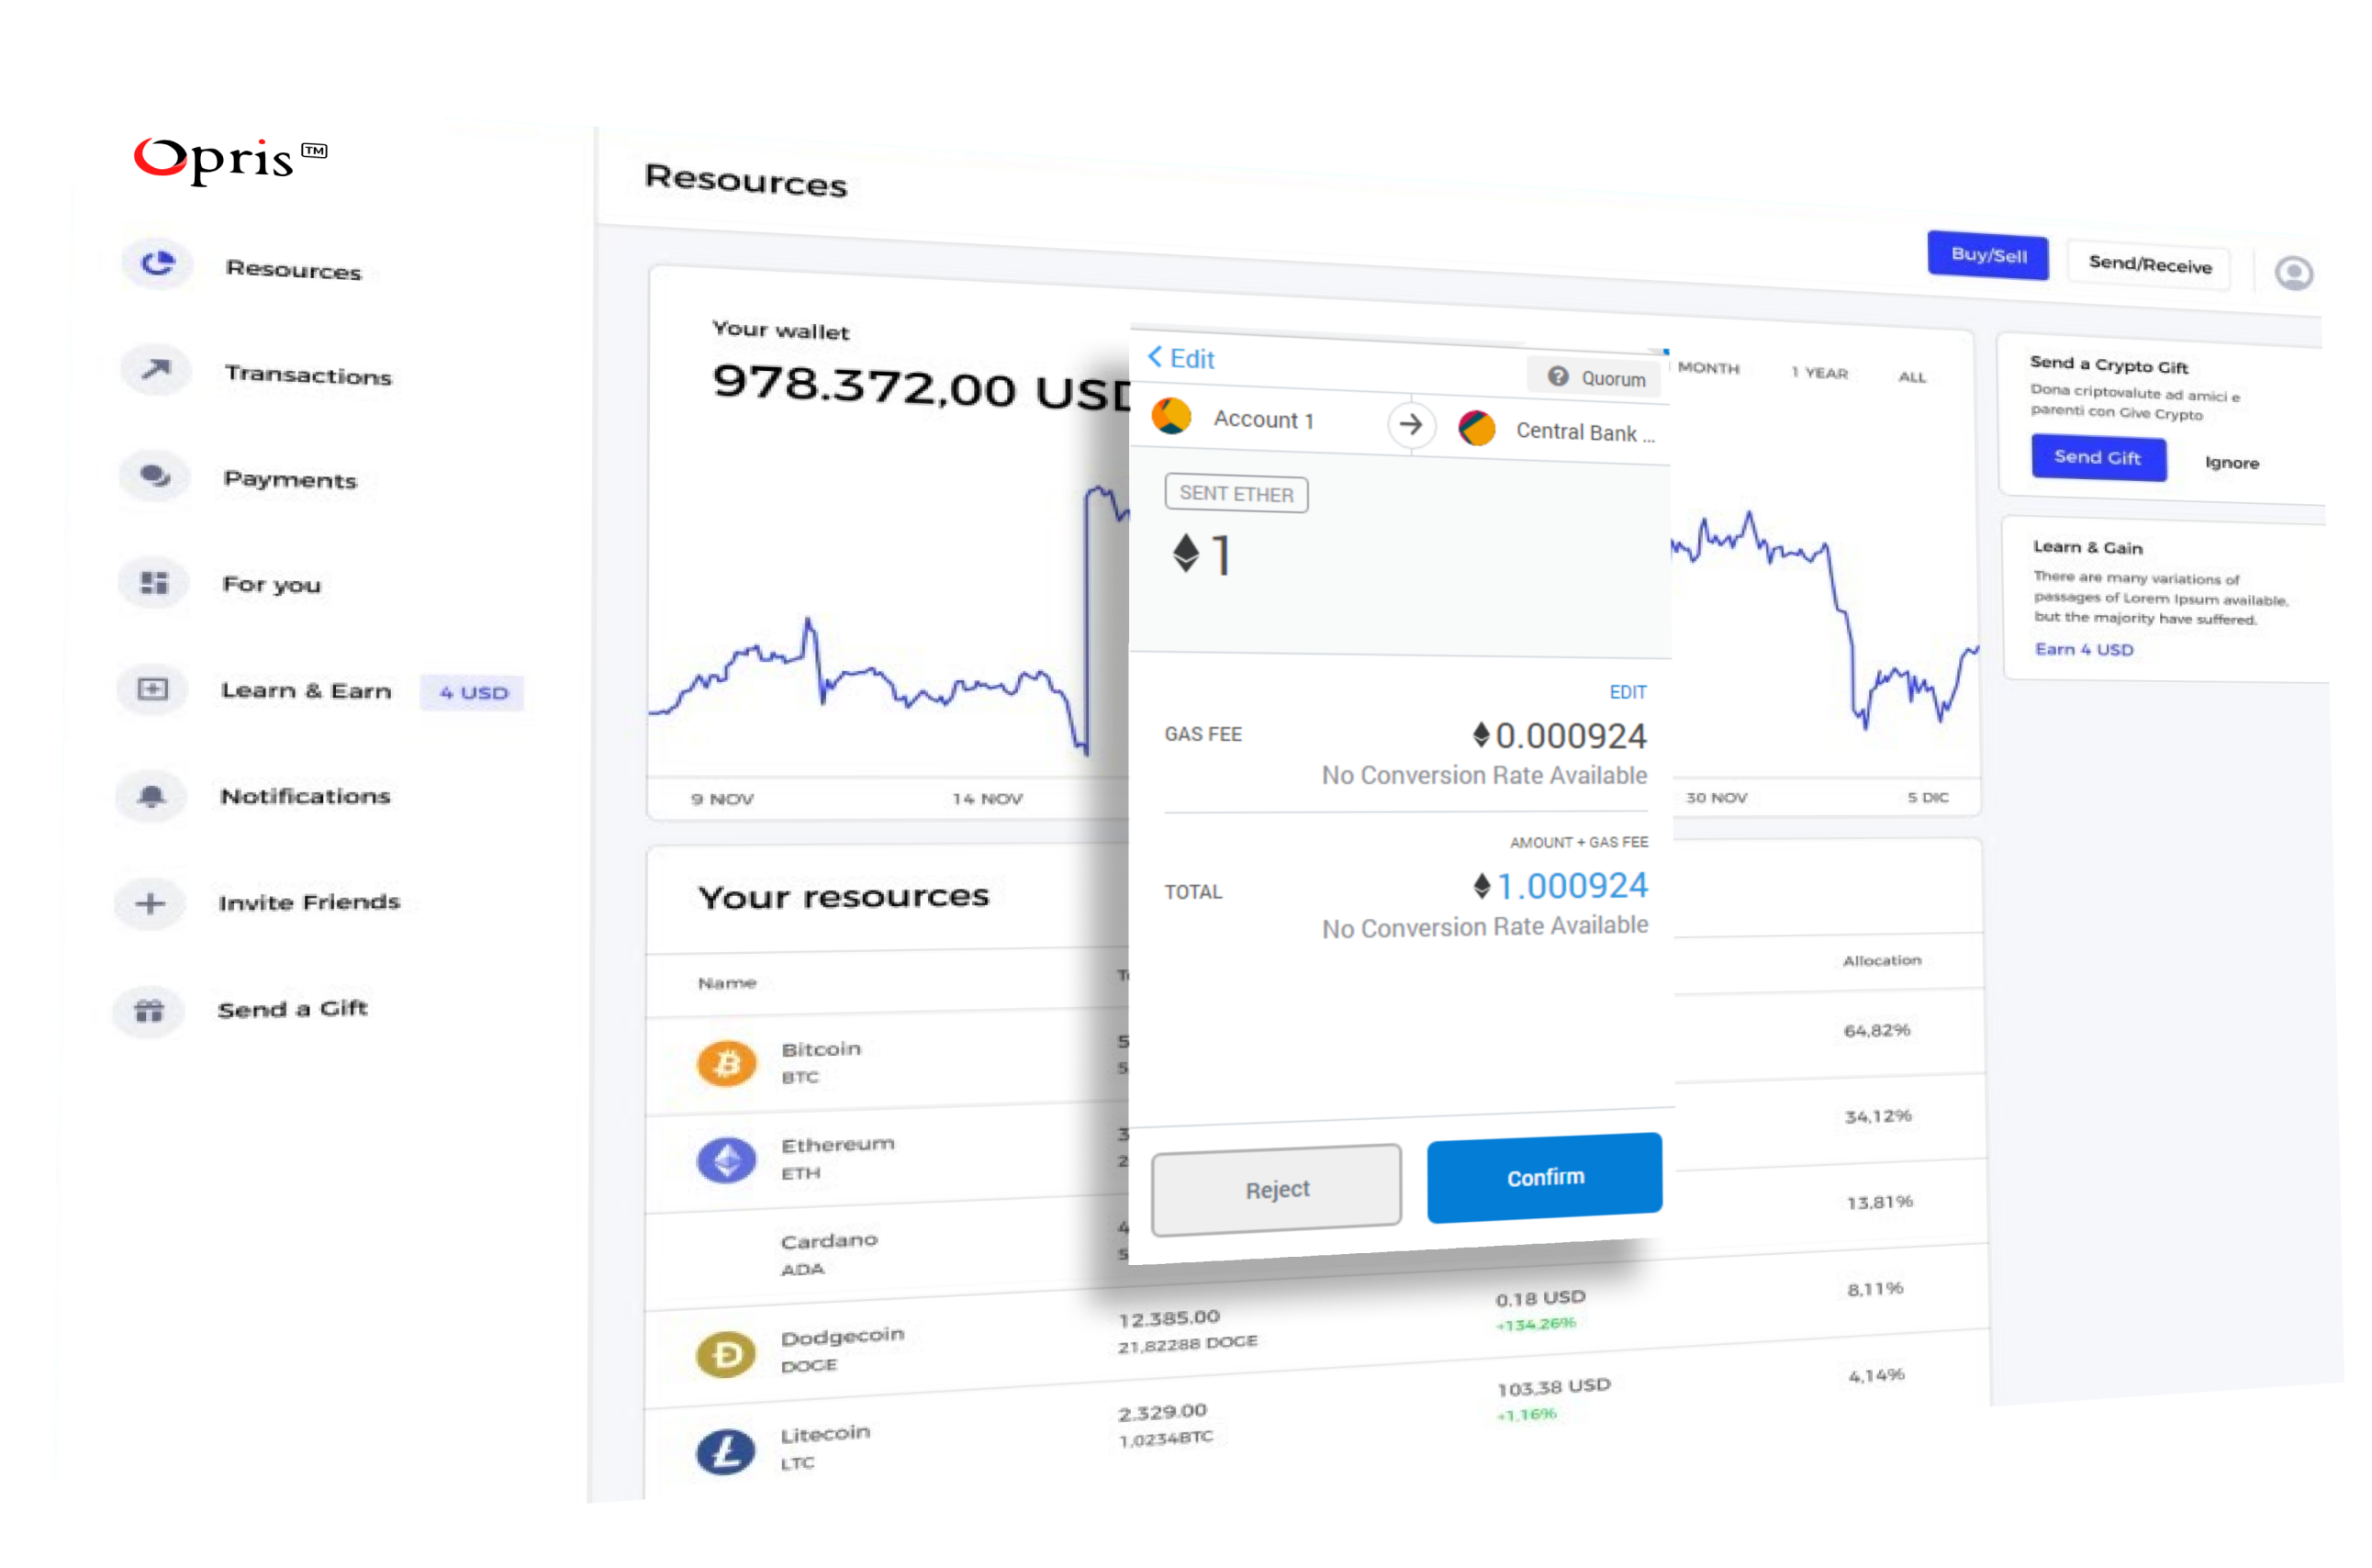 Opris TM
Resources
Transactions
Payments
For you
Learn & Earn 4 USD
Notifications
Invite Friends
Send a Gift
Resources
Buy/Sell
Send/Receive
Your wallet
978.372,00 USD
MONTH 1 YEAR ALL
9 NOV 14 NOV 30 NOV 5 DIC
Send a Crypto Gift
Dona criptovalute ad amici e
parenti con Give Crypto
Send Gift
Ignore
Learn & Gain
There are many variations of
passages of Lorem Ipsum available,
but the majority have suffered.
Earn 4 USD
Edit
Quorum
Account 1
Central Bank ...
SENT ETHER
1
EDIT
GAS FEE
0.000924
No Conversion Rate Available
AMOUNT + GAS FEE
TOTAL
1.000924
No Conversion Rate Available
Reject
Confirm
Your resources
Name
Allocation
Bitcoin
BTC
64,82%
Ethereum
ETH
34,12%
Cardano
ADA
13,81%
Dodgecoin
DOGE
12.385,00
21,82288 DOGE
0.18 USD
+134,26%
8,11%
Litecoin
LTC
2.329,00
1,0234BTC
103,38 USD
+1,16%
4,14%